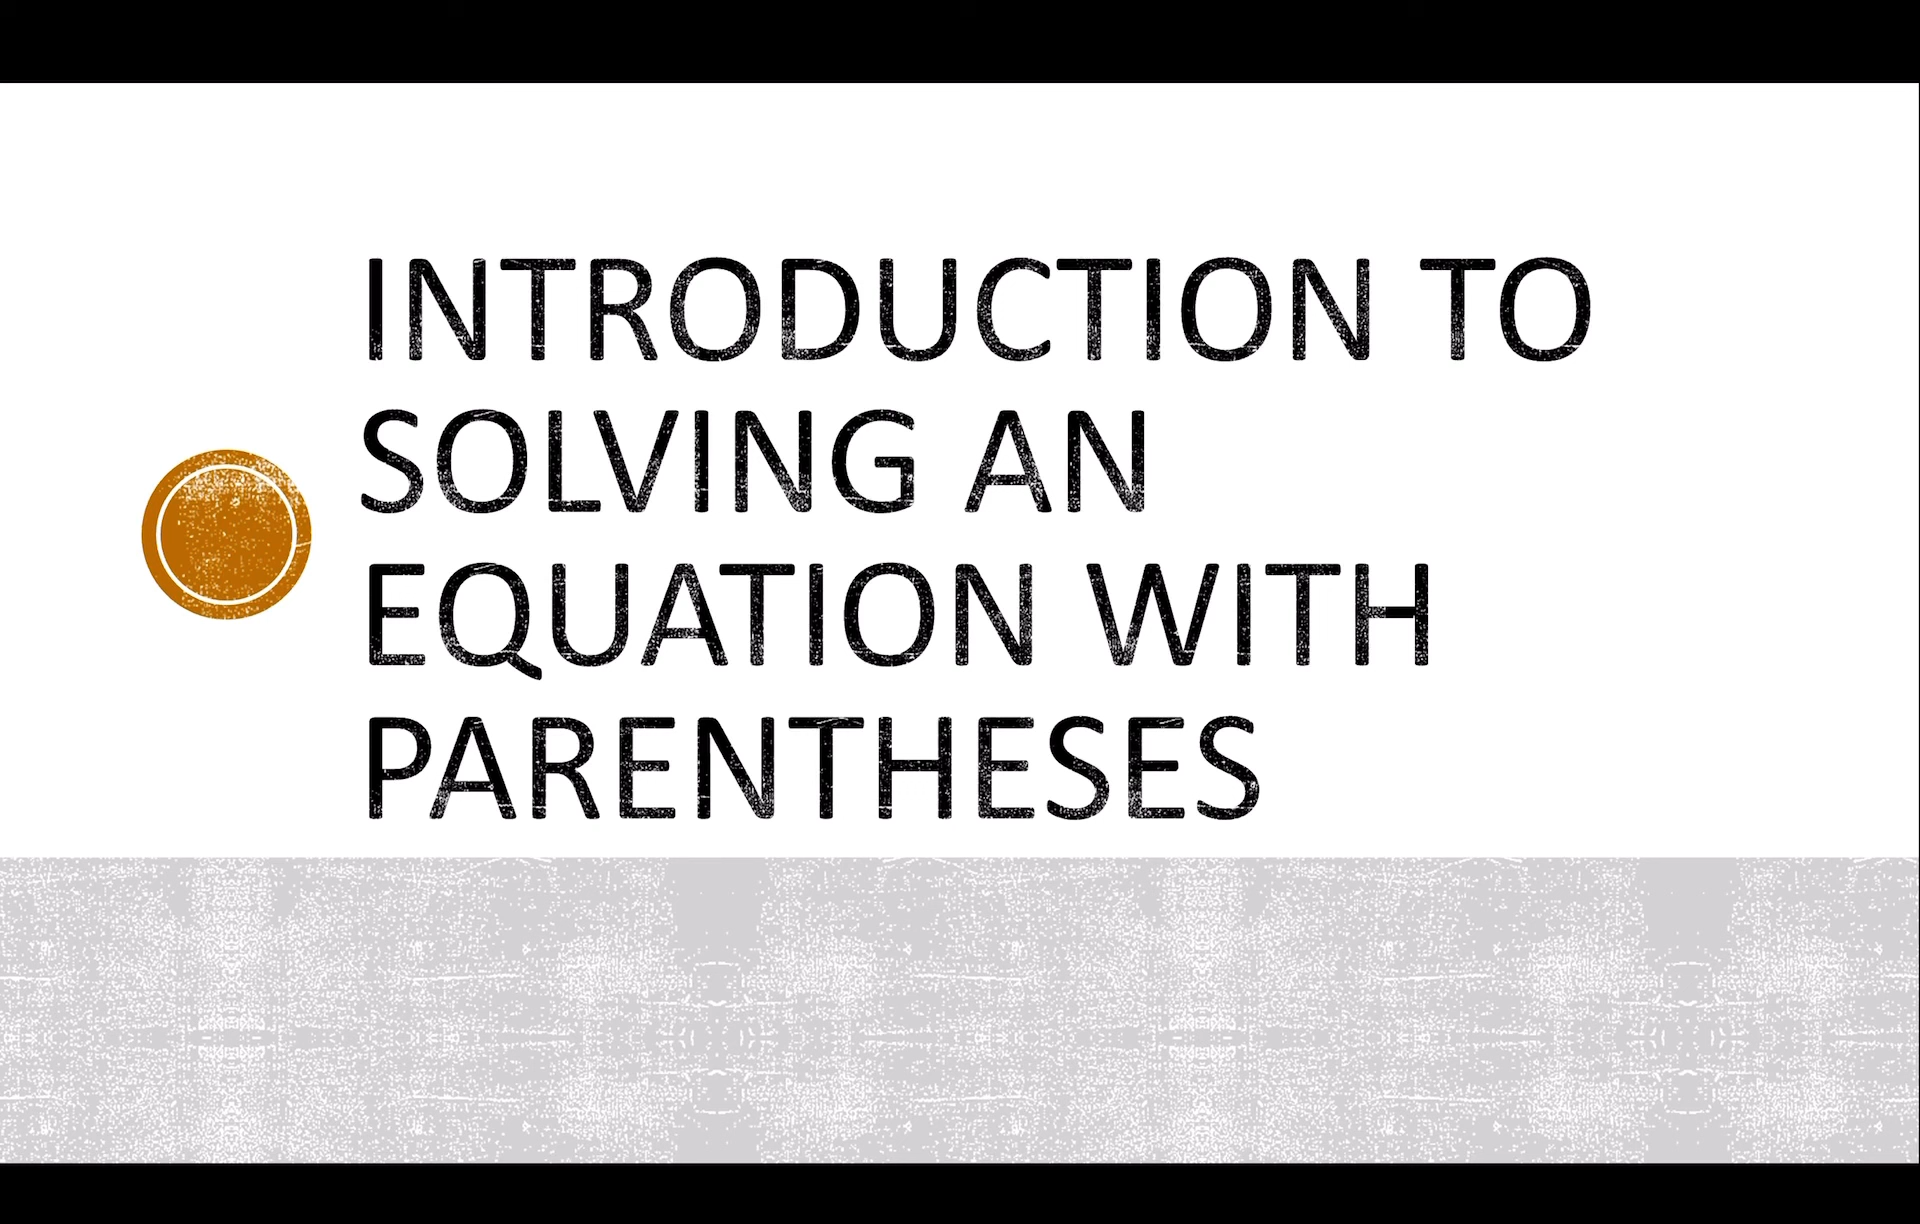 INTRODUCTION TO
SOLVING AN
EQUATION WITH
PARENTHESES